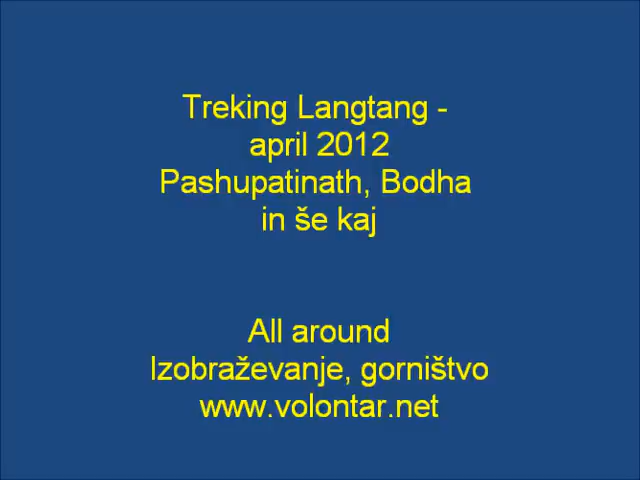 Treking Langtang -
april 2012
Pashupatinath, Bodha
in še kaj
All around
Izobraževanje, gorništvo
www.volontar.net